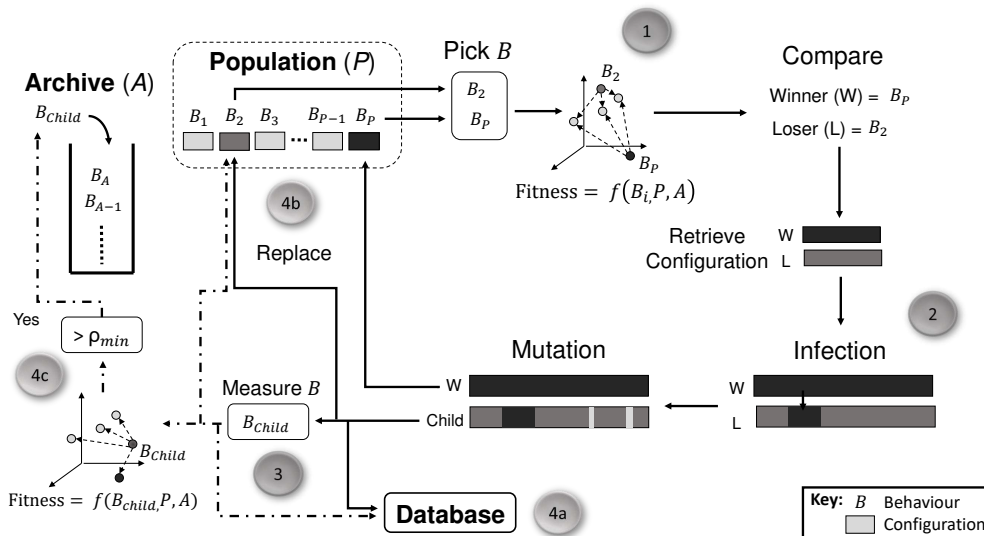 1
Pick B
Compare
Population (P)
Archive (A)
B_Child
B_1 B_2 B_3 ... B_{P−1} B_P
B_2
B_P
B_2
B_P
Winner (W) = B_P
Loser (L) = B_2
B_A
B_{A−1}
Fitness = f(B_i, P, A)
4b
Replace
Retrieve
Configuration
W
L
2
Yes
> ρ_min
4c
Mutation
Infection
Measure B
W
W
B_Child
Child
L
B_Child
3
Fitness = f(B_child, P, A)
Database
4a
Key: B Behaviour
Configuration